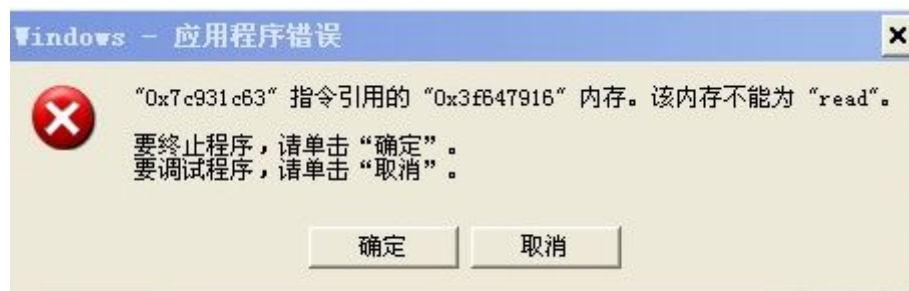 Windows - 应用程序错误
"0x7c931c63" 指令引用的 "0x3f647916" 内存。该内存不能为 "read"。
要终止程序，请单击“确定”。
要调试程序，请单击“取消”。
确定
取消